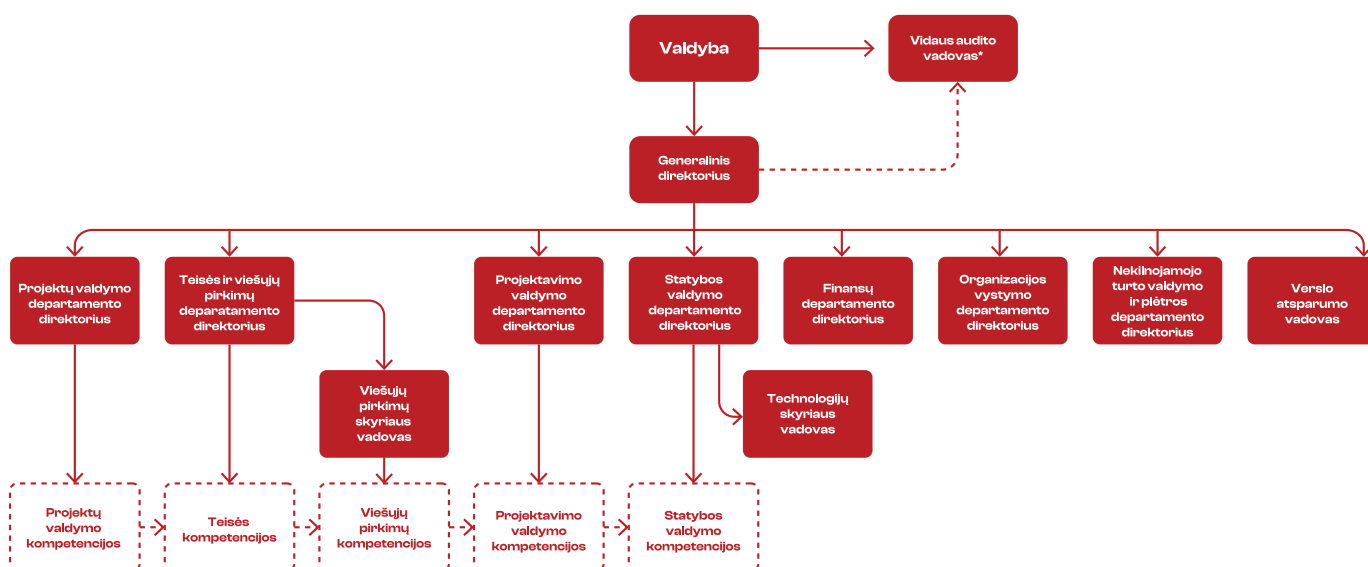 Valdyba
Vidaus audito
vadovas*
Generalinis
direktorius
Projektų valdymo
departamento
direktorius
Teisės ir viešųjų
pirkimų
deparatamento
direktorius
Projektavimo
valdymo
departamento
direktorius
Statybos
valdymo
departamento
direktorius
Finansų
departamento
direktorius
Organizacijos
vystymo
departamento
direktorius
Nekilnojamojo
turto valdymo
ir plėtros
departamento
direktorius
Verslo
atsparumo
vadovas
Viešųjų
pirkimų
skyriaus
vadovas
Technologijų
skyriaus
vadovas
Projektų
valdymo
kompetencijos
Teisės
kompetencijos
Viešųjų
pirkimų
kompetencijos
Projektavimo
valdymo
kompetencijos
Statybos
valdymo
kompetencijos